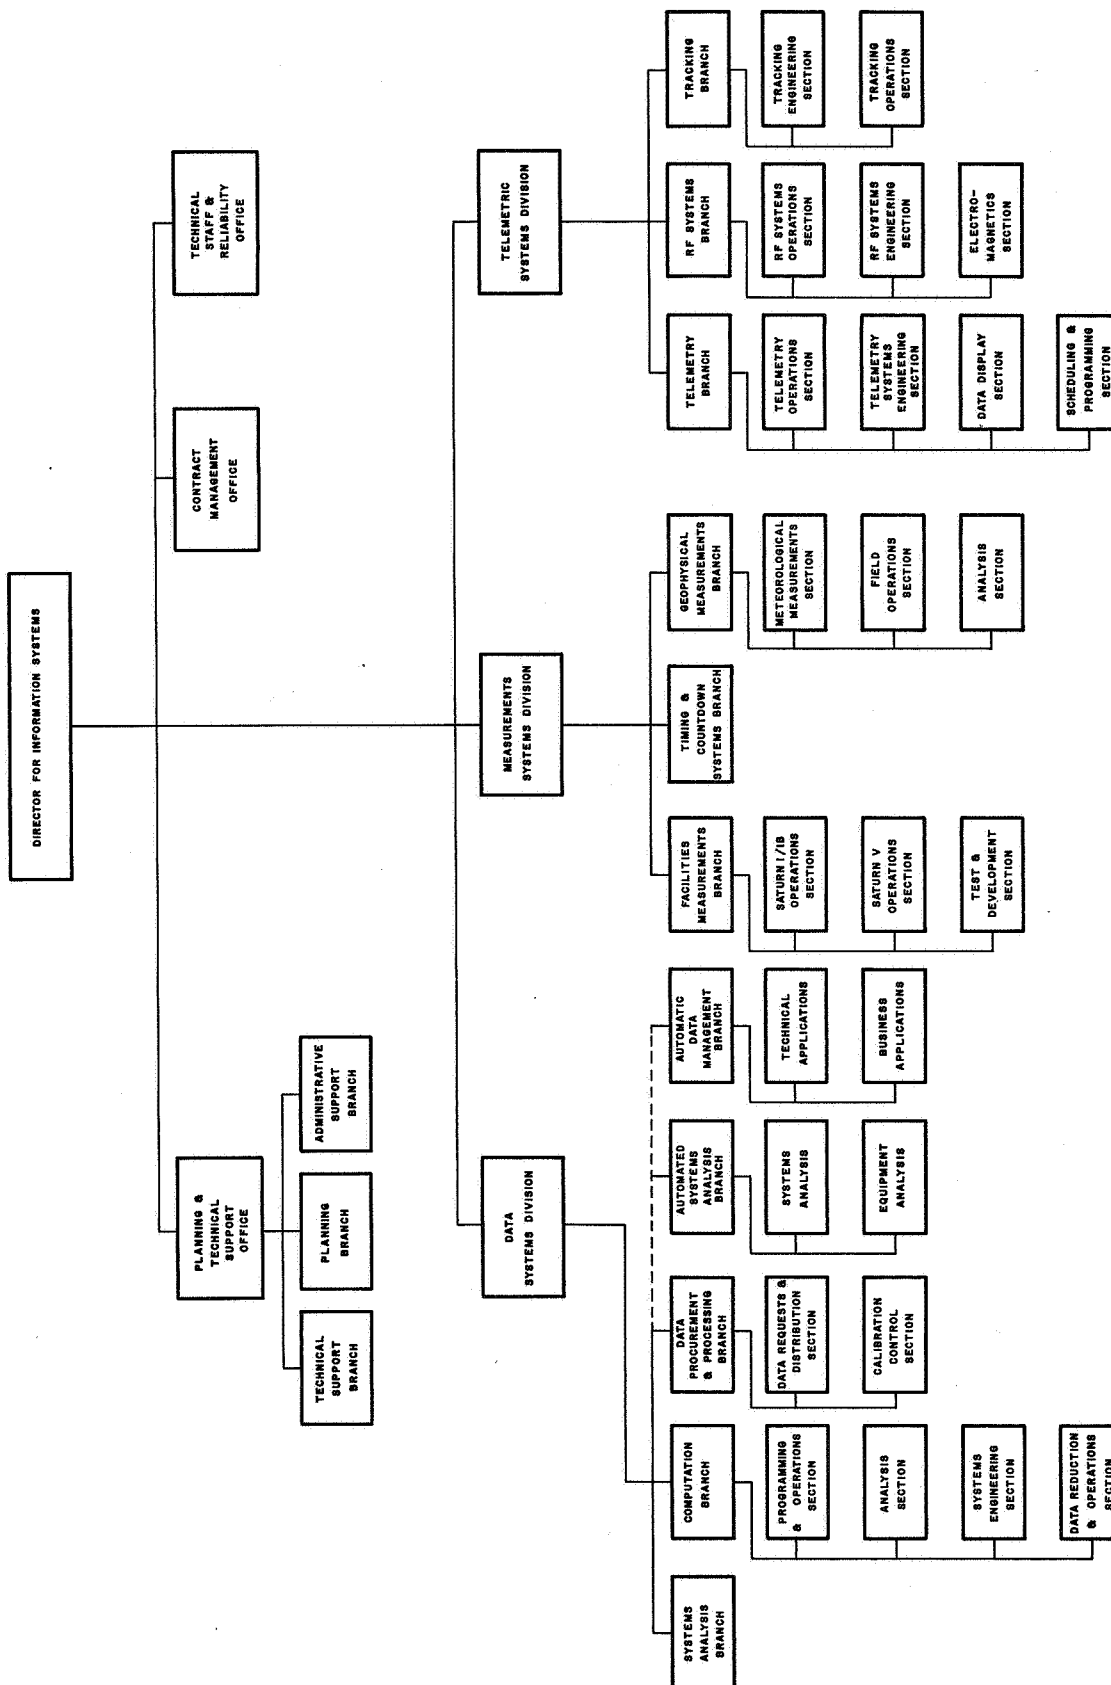 DIRECTOR FOR INFORMATION SYSTEMS
PLANNING &
TECHNICAL
SUPPORT
OFFICE
CONTRACT
MANAGEMENT
OFFICE
TECHNICAL
STAFF &
RELIABILITY
OFFICE
TECHNICAL
SUPPORT
BRANCH
PLANNING
BRANCH
ADMINISTRATIVE
SUPPORT
BRANCH
DATA
SYSTEMS DIVISION
MEASUREMENTS
SYSTEMS DIVISION
TELEMETRIC
SYSTEMS DIVISION
SYSTEMS
ANALYSIS
BRANCH
COMPUTATION
BRANCH
PROGRAMMING
& OPERATIONS
SECTION
ANALYSIS
SECTION
SYSTEMS
ENGINEERING
SECTION
DATA REDUCTION
& OPERATIONS
SECTION
DATA
PROCUREMENT
& PROCESSING
BRANCH
DATA REQUESTS &
DISTRIBUTION
SECTION
CALIBRATION
CONTROL
SECTION
AUTOMATED
SYSTEMS
ANALYSIS
BRANCH
SYSTEMS
ANALYSIS
EQUIPMENT
ANALYSIS
AUTOMATIC
DATA
MANAGEMENT
BRANCH
TECHNICAL
APPLICATIONS
BUSINESS
APPLICATIONS
FACILITIES
MEASUREMENTS
BRANCH
SATURN I/IB
OPERATIONS
SECTION
SATURN V
OPERATIONS
SECTION
TEST &
DEVELOPMENT
SECTION
TIMING &
COUNTDOWN
SYSTEMS BRANCH
GEOPHYSICAL
MEASUREMENTS
BRANCH
METEOROLOGICAL
MEASUREMENTS
SECTION
FIELD
OPERATIONS
SECTION
ANALYSIS
SECTION
TELEMETRY
BRANCH
TELEMETRY
OPERATIONS
SECTION
TELEMETRY
SYSTEMS
ENGINEERING
SECTION
DATA DISPLAY
SECTION
SCHEDULING &
PROGRAMMING
SECTION
RF SYSTEMS
BRANCH
RF SYSTEMS
OPERATIONS
SECTION
RF SYSTEMS
ENGINEERING
SECTION
ELECTRO-
MAGNETICS
SECTION
TRACKING
BRANCH
TRACKING
ENGINEERING
SECTION
TRACKING
OPERATIONS
SECTION